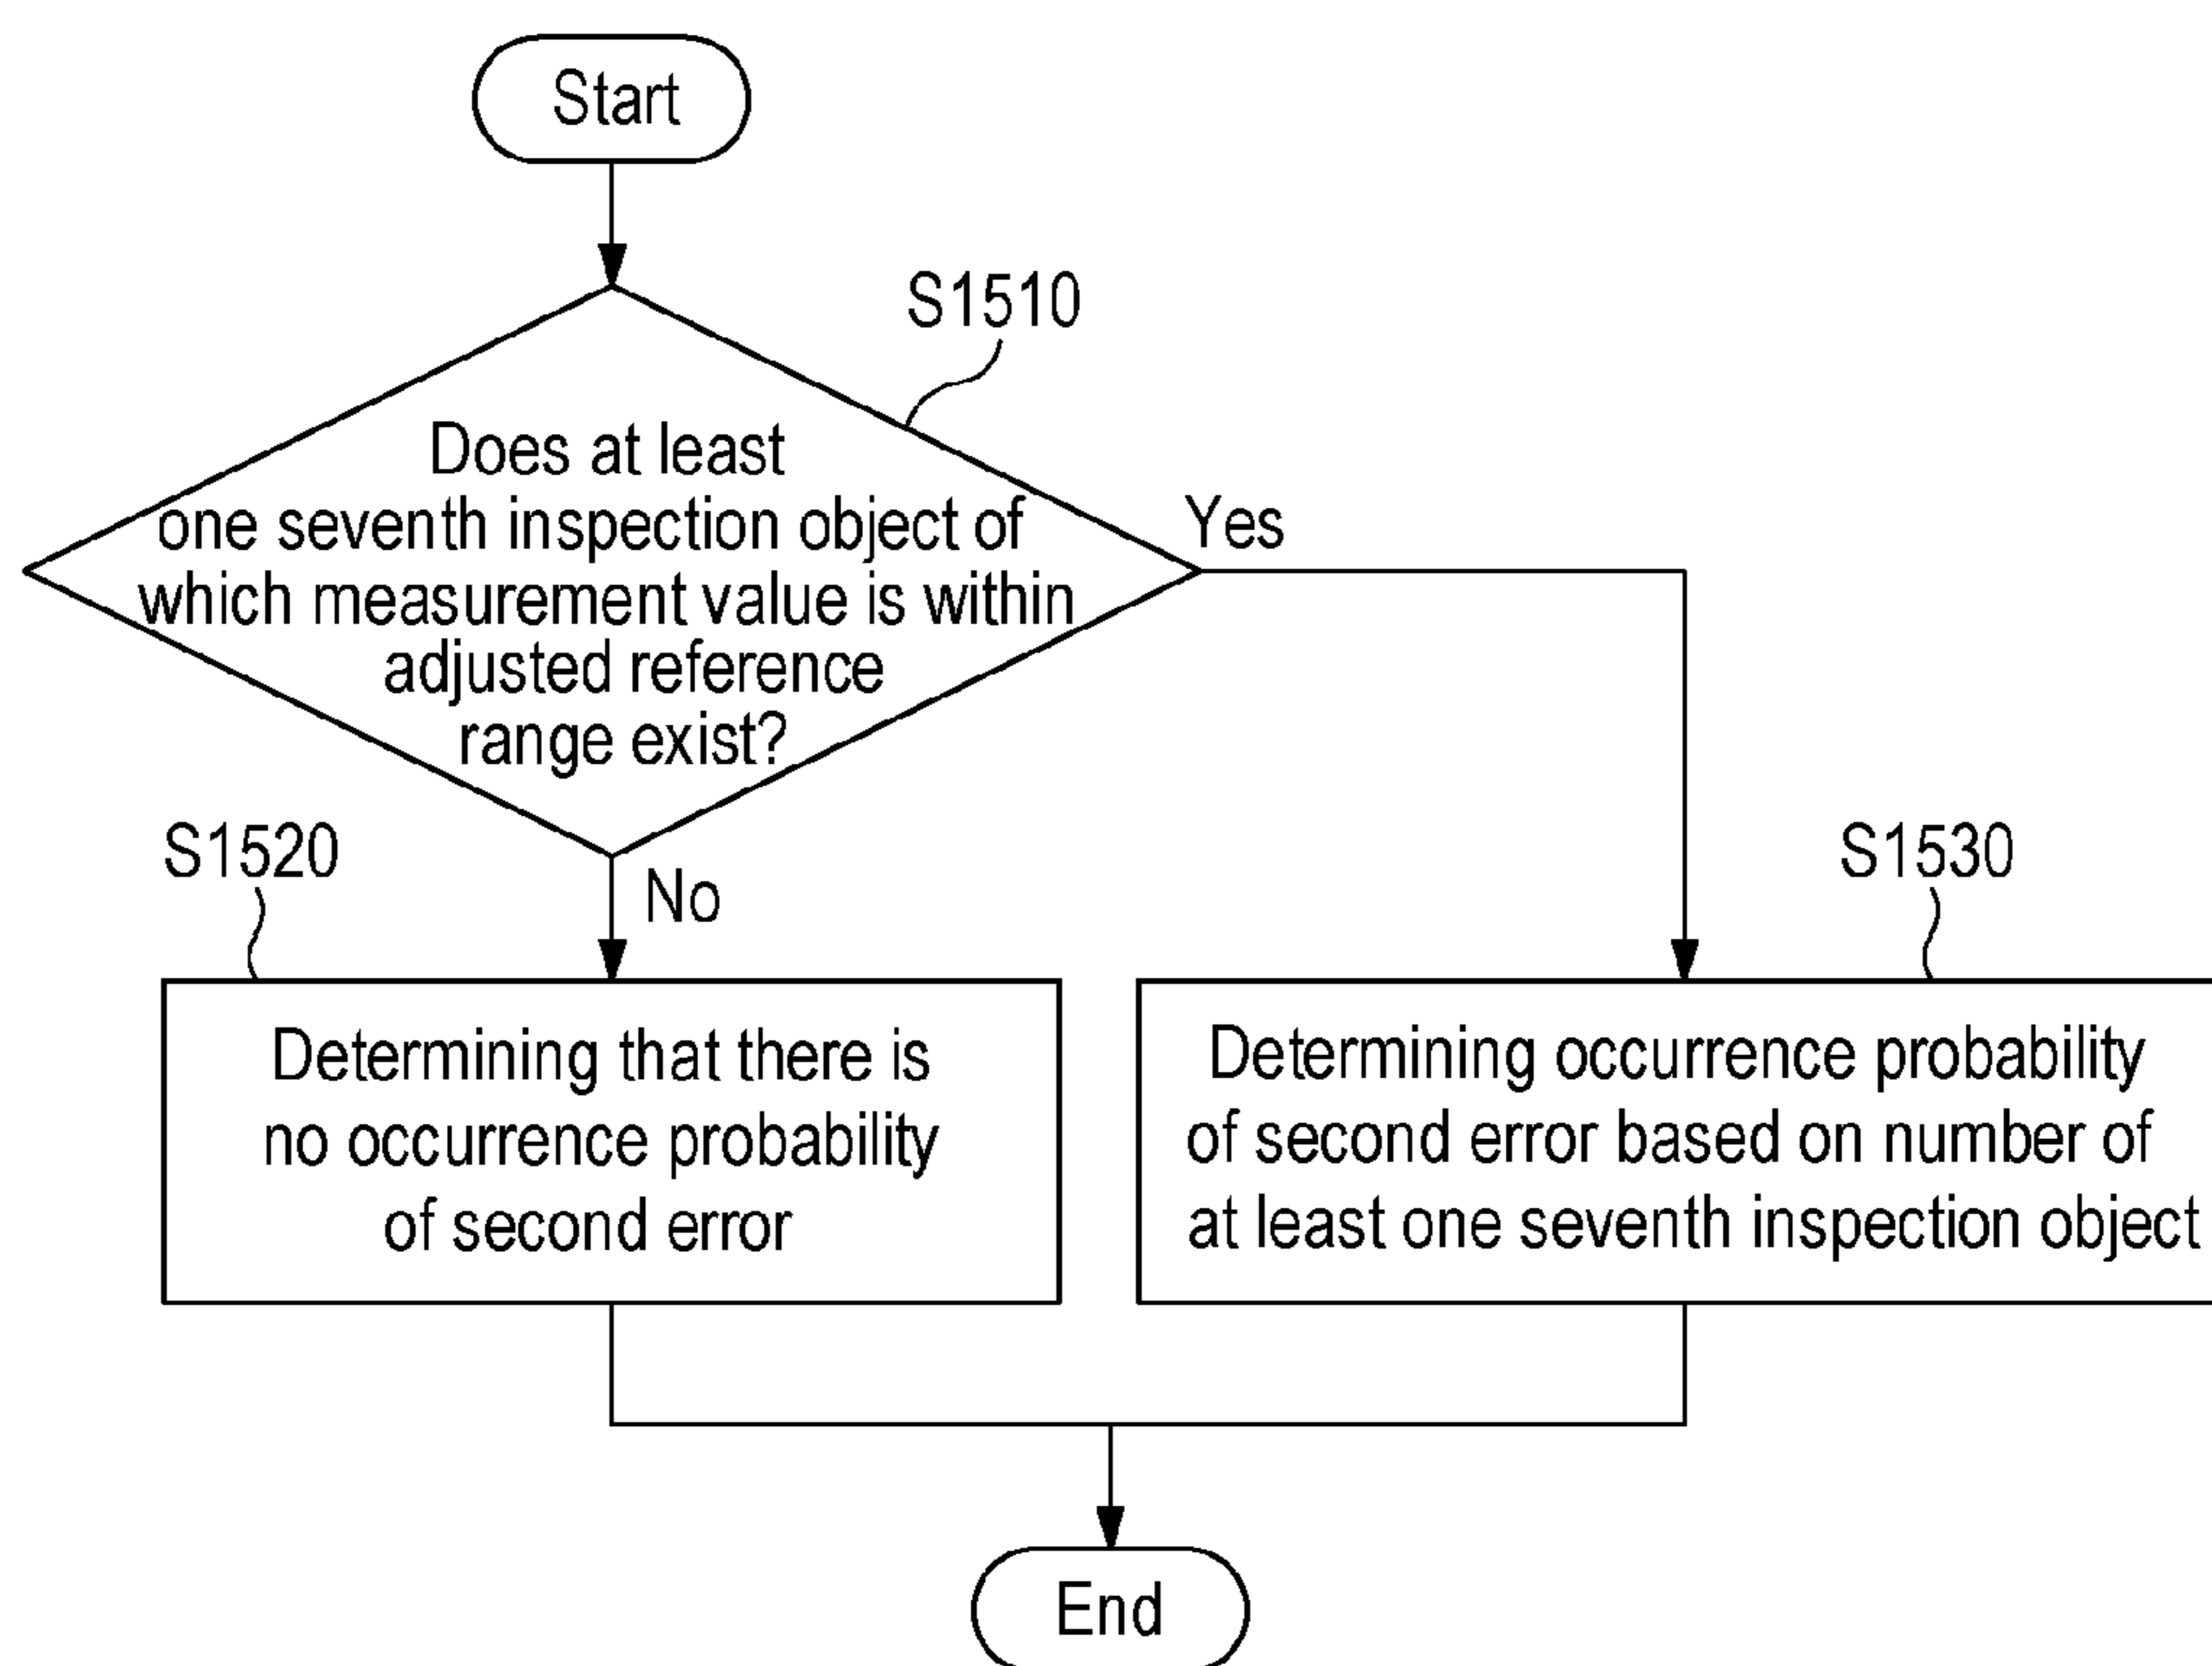 Start
S1510
Does at least
one seventh inspection object of
which measurement value is within
adjusted reference
range exist?
Yes
No
S1520
Determining that there is
no occurrence probability
of second error
S1530
Determining occurrence probability
of second error based on number of
at least one seventh inspection object
End